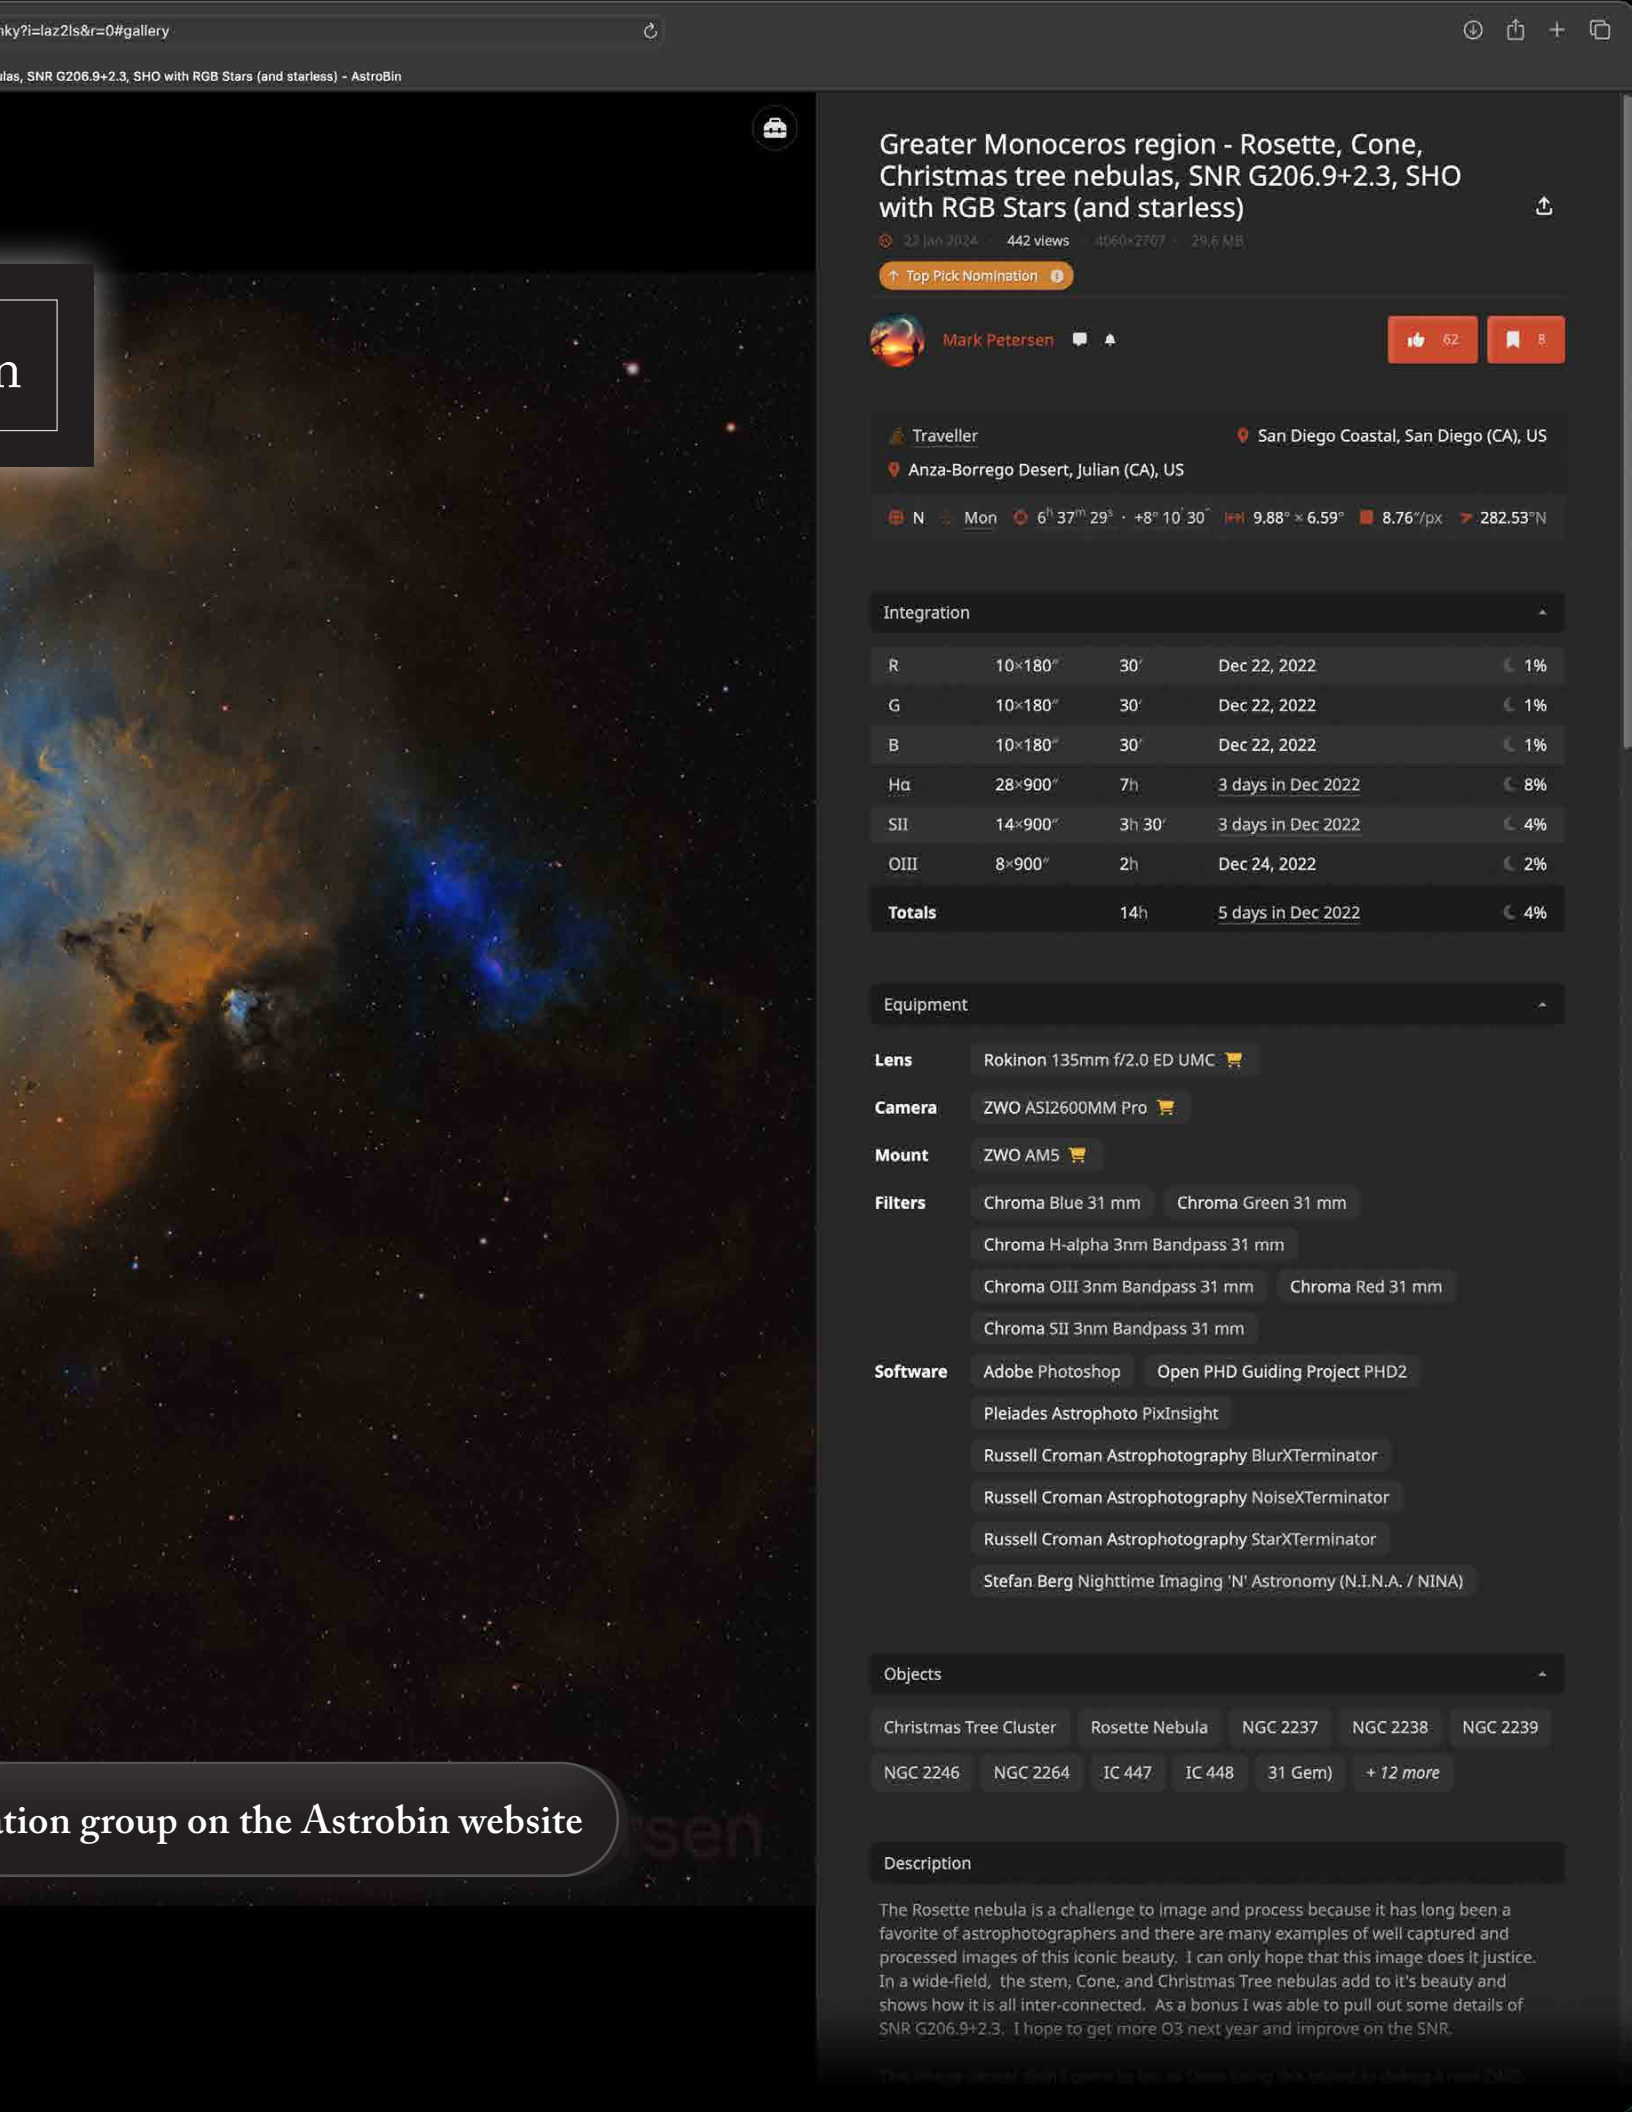 nky?i=laz2ls&r=0#gallery
ulas, SNR G206.9+2.3, SHO with RGB Stars (and starless) - AstroBin
n
ation group on the Astrobin website
rsen
Greater Monoceros region - Rosette, Cone,
Christmas tree nebulas, SNR G206.9+2.3, SHO
with RGB Stars (and starless)
22 Jan 2024 · 442 views · 4060×2707 · 29.6 MB
Top Pick Nomination
Mark Petersen
62
8
Traveller
San Diego Coastal, San Diego (CA), US
Anza-Borrego Desert, Julian (CA), US
N Mon 6h 37m 29s · +8° 10′ 30″ 9.88° × 6.59° 8.76″/px 282.53°N
Integration
R 10×180″ 30′ Dec 22, 2022 1%
G 10×180″ 30′ Dec 22, 2022 1%
B 10×180″ 30′ Dec 22, 2022 1%
Hα 28×900″ 7h 3 days in Dec 2022 8%
SII 14×900″ 3h 30′ 3 days in Dec 2022 4%
OIII 8×900″ 2h Dec 24, 2022 2%
Totals 14h 5 days in Dec 2022 4%
Equipment
Lens Rokinon 135mm f/2.0 ED UMC
Camera ZWO ASI2600MM Pro
Mount ZWO AM5
Filters Chroma Blue 31 mm Chroma Green 31 mm
Chroma H-alpha 3nm Bandpass 31 mm
Chroma OIII 3nm Bandpass 31 mm Chroma Red 31 mm
Chroma SII 3nm Bandpass 31 mm
Software Adobe Photoshop Open PHD Guiding Project PHD2
Pleiades Astrophoto PixInsight
Russell Croman Astrophotography BlurXTerminator
Russell Croman Astrophotography NoiseXTerminator
Russell Croman Astrophotography StarXTerminator
Stefan Berg Nighttime Imaging 'N' Astronomy (N.I.N.A. / NINA)
Objects
Christmas Tree Cluster Rosette Nebula NGC 2237 NGC 2238 NGC 2239
NGC 2246 NGC 2264 IC 447 IC 448 31 Gem) + 12 more
Description
The Rosette nebula is a challenge to image and process because it has long been a
favorite of astrophotographers and there are many examples of well captured and
processed images of this iconic beauty. I can only hope that this image does it justice.
In a wide-field, the stem, Cone, and Christmas Tree nebulas add to it's beauty and
shows how it is all inter-connected. As a bonus I was able to pull out some details of
SNR G206.9+2.3. I hope to get more O3 next year and improve on the SNR.